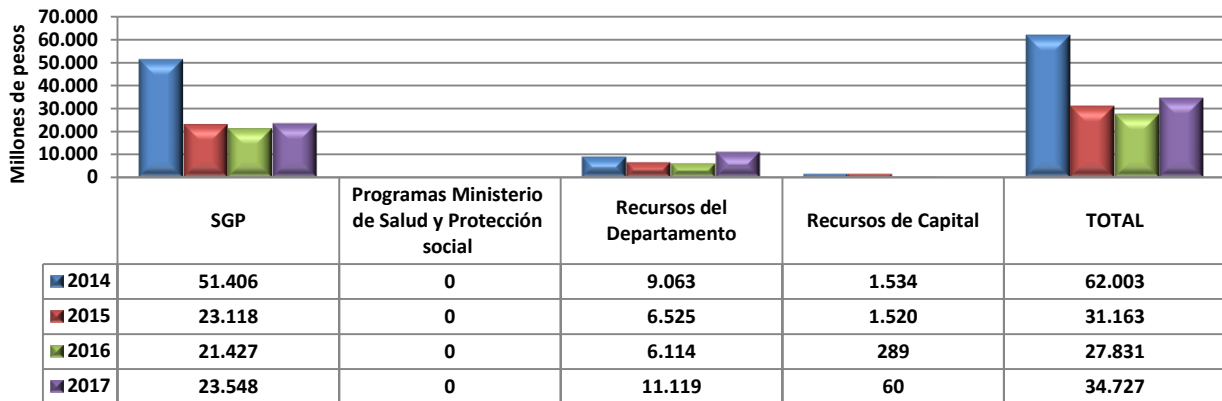 Millones de pesos
70.000
60.000
50.000
40.000
30.000
20.000
10.000
0
SGP
Programas Ministerio
de Salud y Protección
social
Recursos del
Departamento
Recursos de Capital
TOTAL
2014 51.406 0 9.063 1.534 62.003
2015 23.118 0 6.525 1.520 31.163
2016 21.427 0 6.114 289 27.831
2017 23.548 0 11.119 60 34.727